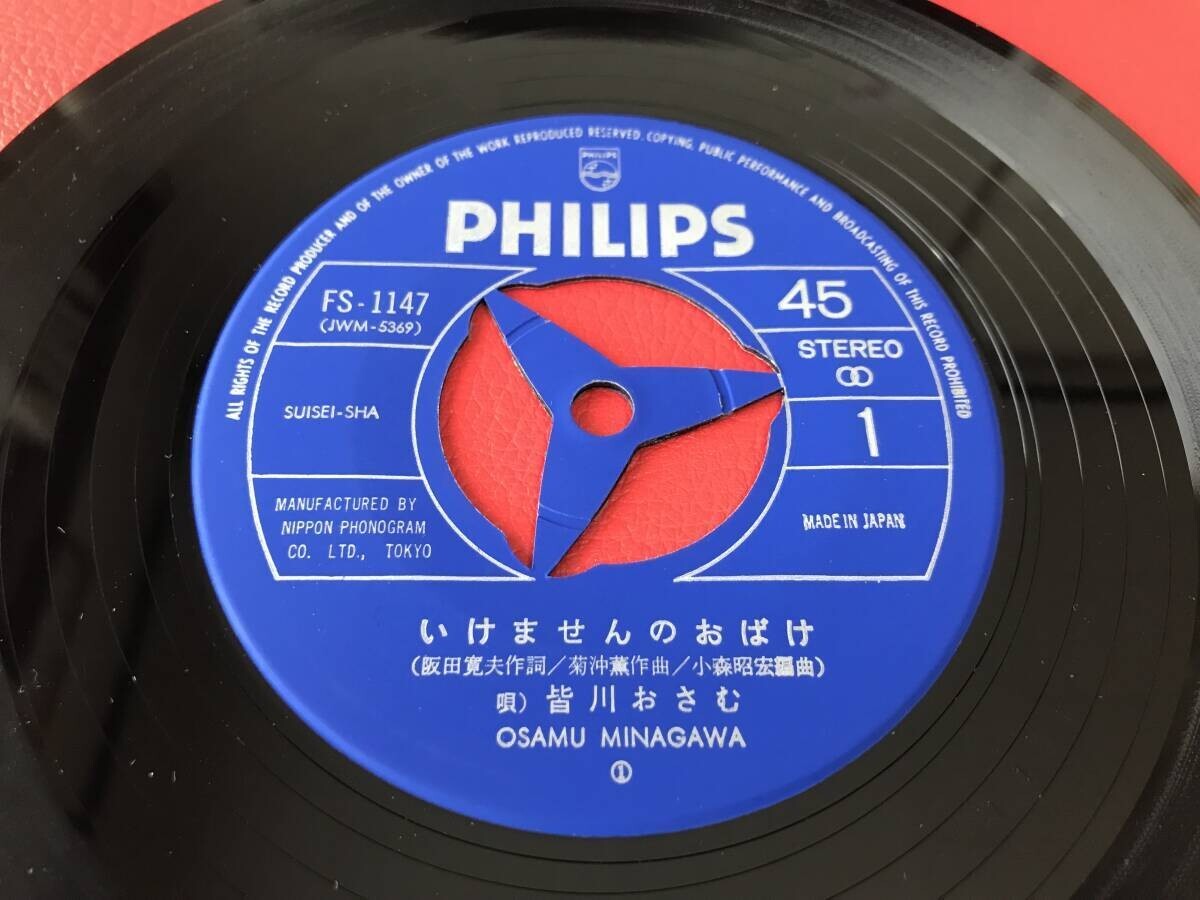 ALL RIGHTS OF THE RECORD PRODUCER AND OF THE OWNER OF THE WORK REPRODUCED RESERVED. COPYING, PUBLIC PERFORMANCE AND BROADCASTING OF THIS RECORD PROHIBITED
PHILIPS
PHILIPS
FS-1147
(JWM-5369)
SUISEI-SHA
MANUFACTURED BY
NIPPON PHONOGRAM
CO. LTD., TOKYO
45
STEREO
1
MADE IN JAPAN
いけませんのおばけ
(阪田寛夫作詞/菊沖薫作曲/小森昭宏編曲)
唄) 皆川おさむ
OSAMU MINAGAWA
①